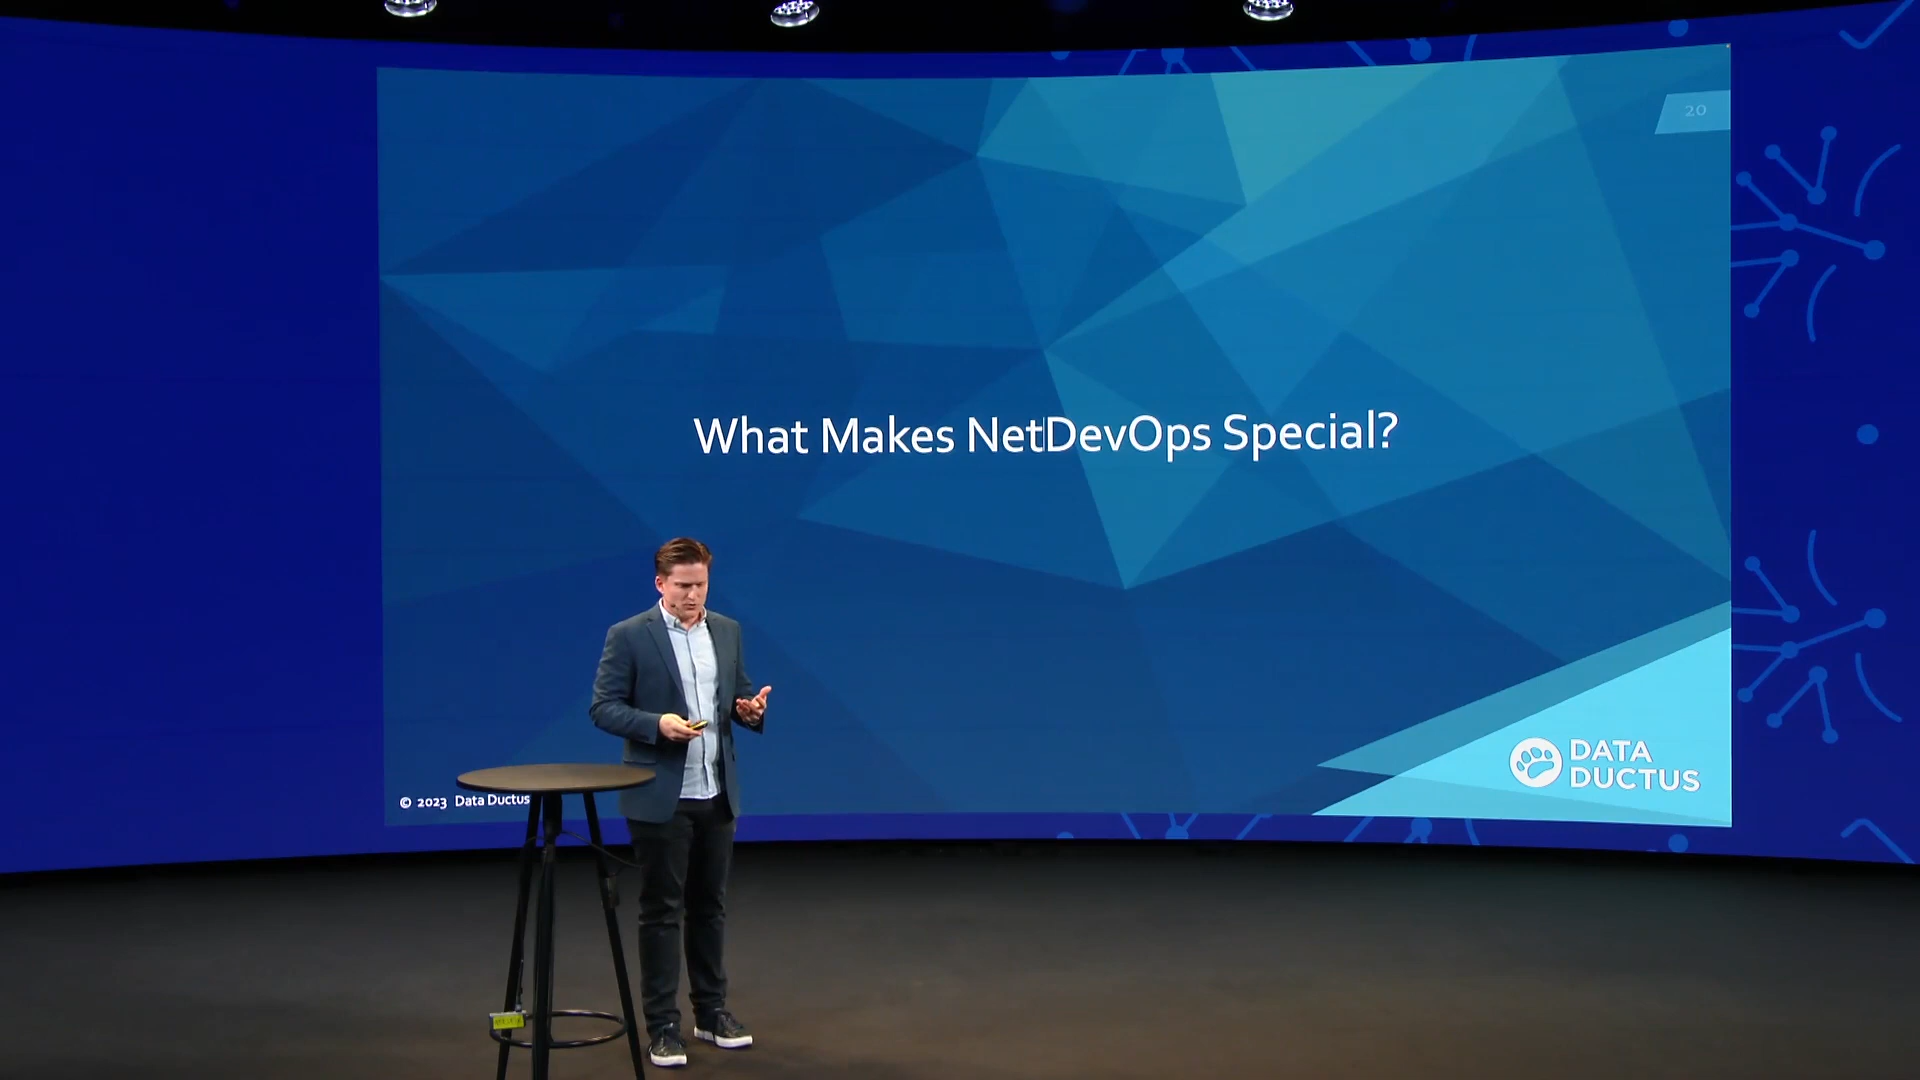 20
What Makes NetDevOps Special?
DATA
DUCTUS
© 2023 Data Ductus